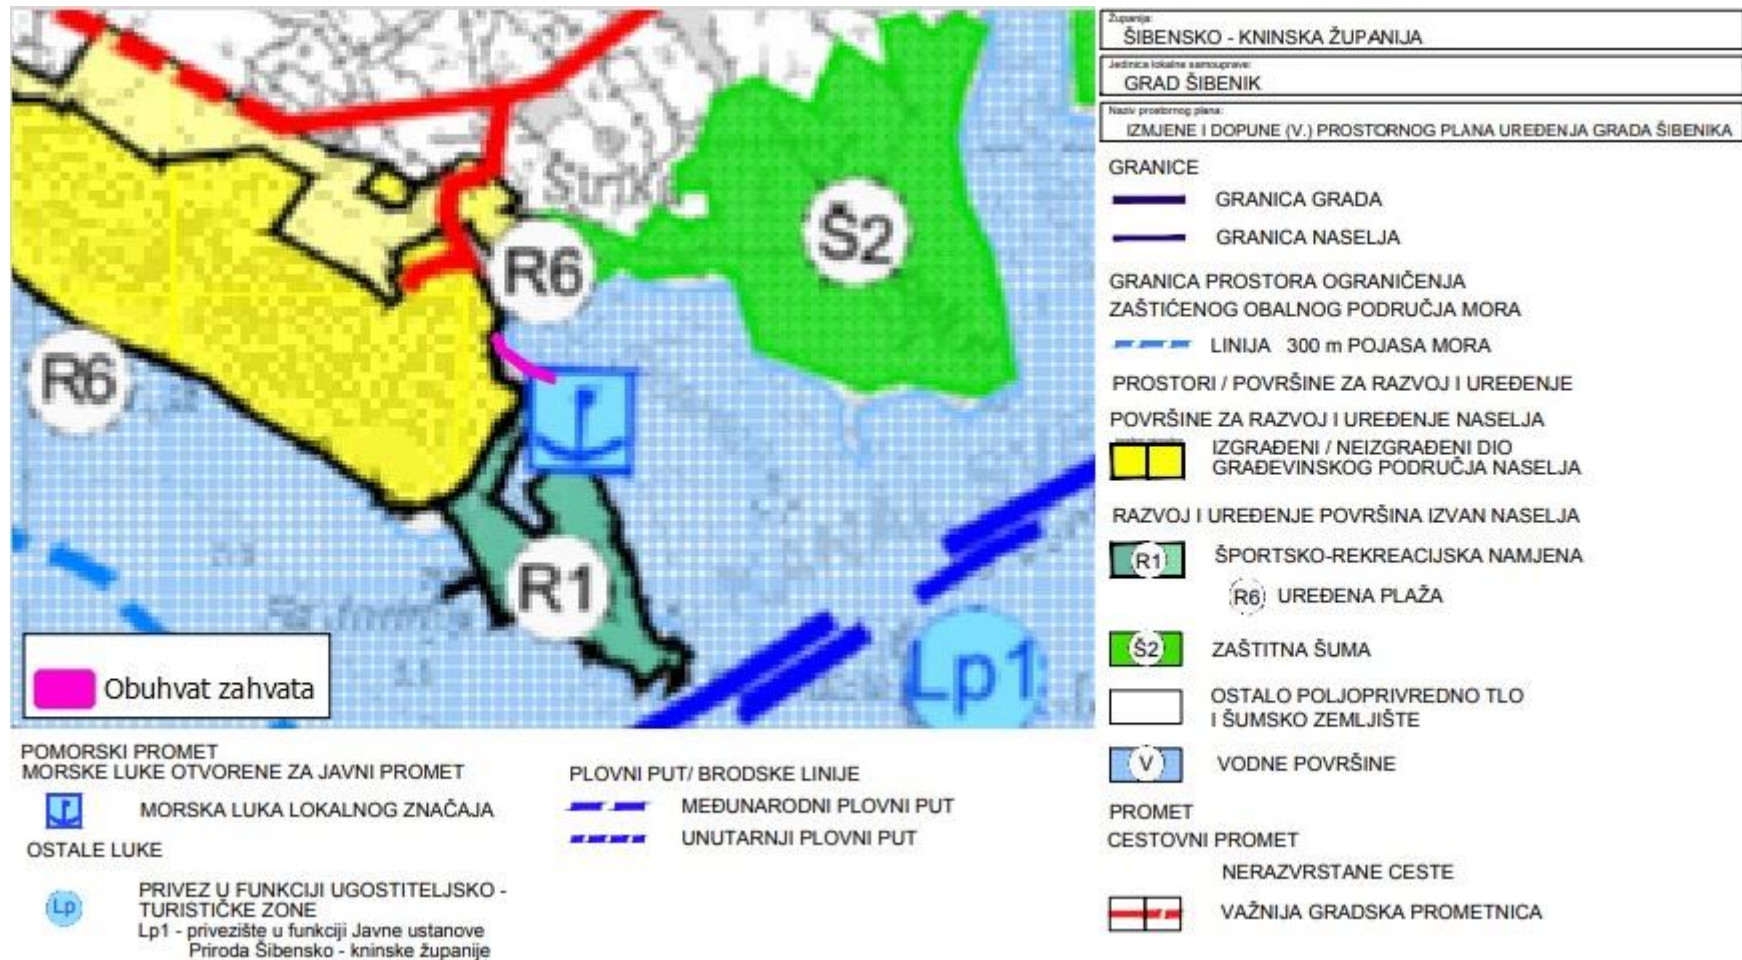 Strik
Š2
R6
R6
R1
Lp1
Obuhvat zahvata
Županija:
ŠIBENSKO - KNINSKA ŽUPANIJA
Jedinica lokalne samouprave:
GRAD ŠIBENIK
Naziv prostornog plana:
IZMJENE I DOPUNE (V.) PROSTORNOG PLANA UREĐENJA GRADA ŠIBENIKA
GRANICE
GRANICA GRADA
GRANICA NASELJA
GRANICA PROSTORA OGRANIČENJA
ZAŠTIĆENOG OBALNOG PODRUČJA MORA
LINIJA 300 m POJASA MORA
PROSTORI / POVRŠINE ZA RAZVOJ I UREĐENJE
POVRŠINE ZA RAZVOJ I UREĐENJE NASELJA
IZGRAĐENI / NEIZGRAĐENI DIO
GRAĐEVINSKOG PODRUČJA NASELJA
RAZVOJ I UREĐENJE POVRŠINA IZVAN NASELJA
R1 ŠPORTSKO-REKREACIJSKA NAMJENA
R6 UREĐENA PLAŽA
Š2 ZAŠTITNA ŠUMA
OSTALO POLJOPRIVREDNO TLO
I ŠUMSKO ZEMLJIŠTE
V VODNE POVRŠINE
PROMET
CESTOVNI PROMET
NERAZVRSTANE CESTE
VAŽNIJA GRADSKA PROMETNICA
POMORSKI PROMET
MORSKE LUKE OTVORENE ZA JAVNI PROMET
MORSKA LUKA LOKALNOG ZNAČAJA
OSTALE LUKE
Lp PRIVEZ U FUNKCIJI UGOSTITELJSKO -
TURISTIČKE ZONE
Lp1 - privezište u funkciji Javne ustanove
Priroda Šibensko - kninske županije
PLOVNI PUT/ BRODSKE LINIJE
MEĐUNARODNI PLOVNI PUT
UNUTARNJI PLOVNI PUT